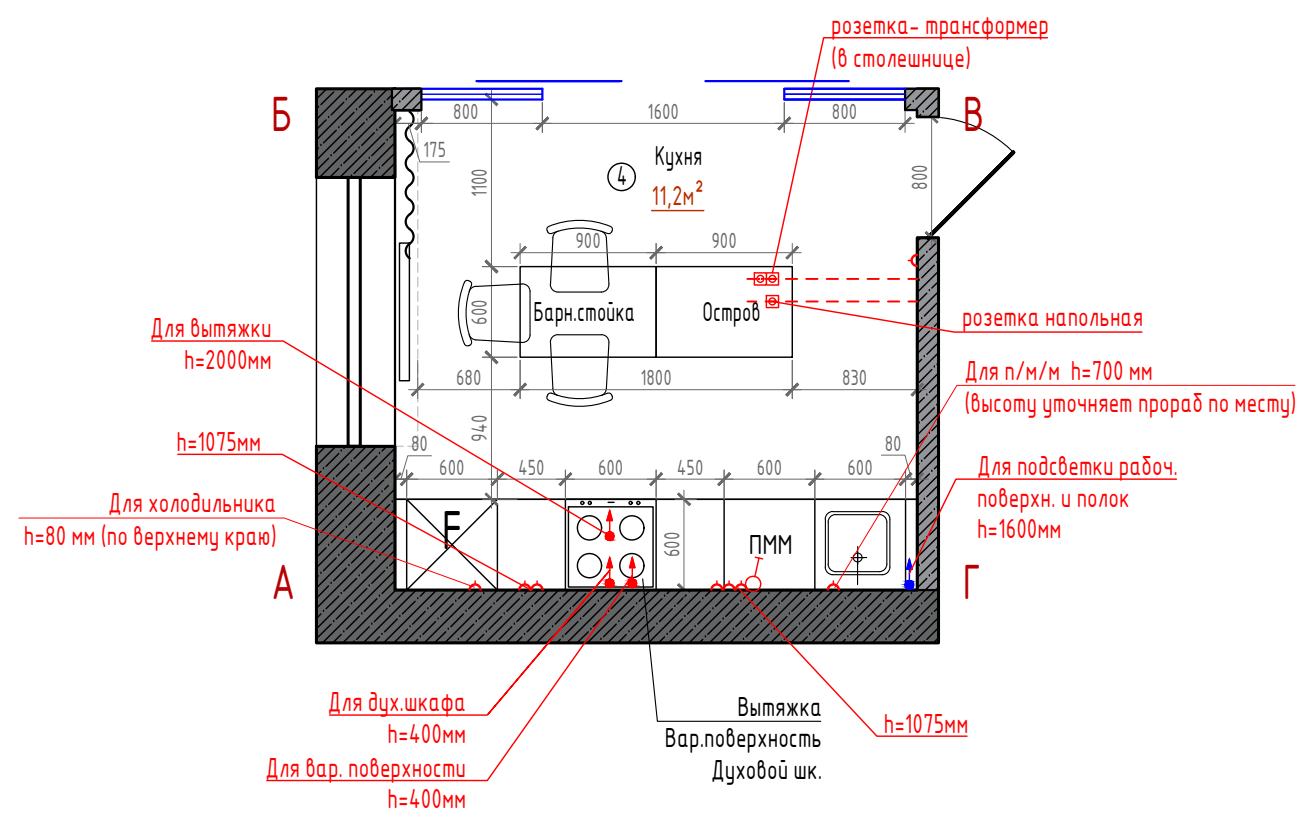 розетка- трансформер
(в столешнице)
Б
В
800
1600
800
175
Кухня
4
11,2м²
1100
800
900
900
Барн.стойка
Остров
600
розетка напольная
Для вытяжки
h=2000мм
680
1800
830
Для п/м/м h=700 мм
(высоту уточняет прораб по месту)
940
h=1075мм
80
80
600
450
600
450
600
600
Для подсветки рабоч.
поверхн. и полок
h=1600мм
Для холодильника
h=80 мм (по верхнему краю)
F
600
ПММ
А
Г
Для дух.шкафа
h=400мм
Вытяжка
Вар.поверхность
Духовой шк.
h=1075мм
Для вар. поверхности
h=400мм